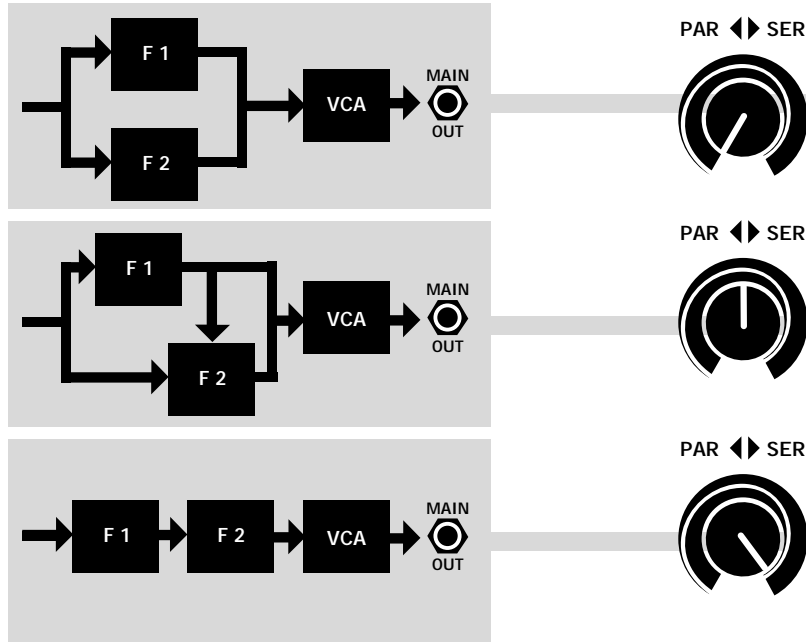 PAR SER
F 1
MAIN
VCA
OUT
F 2
PAR SER
F 1
MAIN
VCA
OUT
F 2
PAR SER
MAIN
F 1 F 2 VCA
OUT